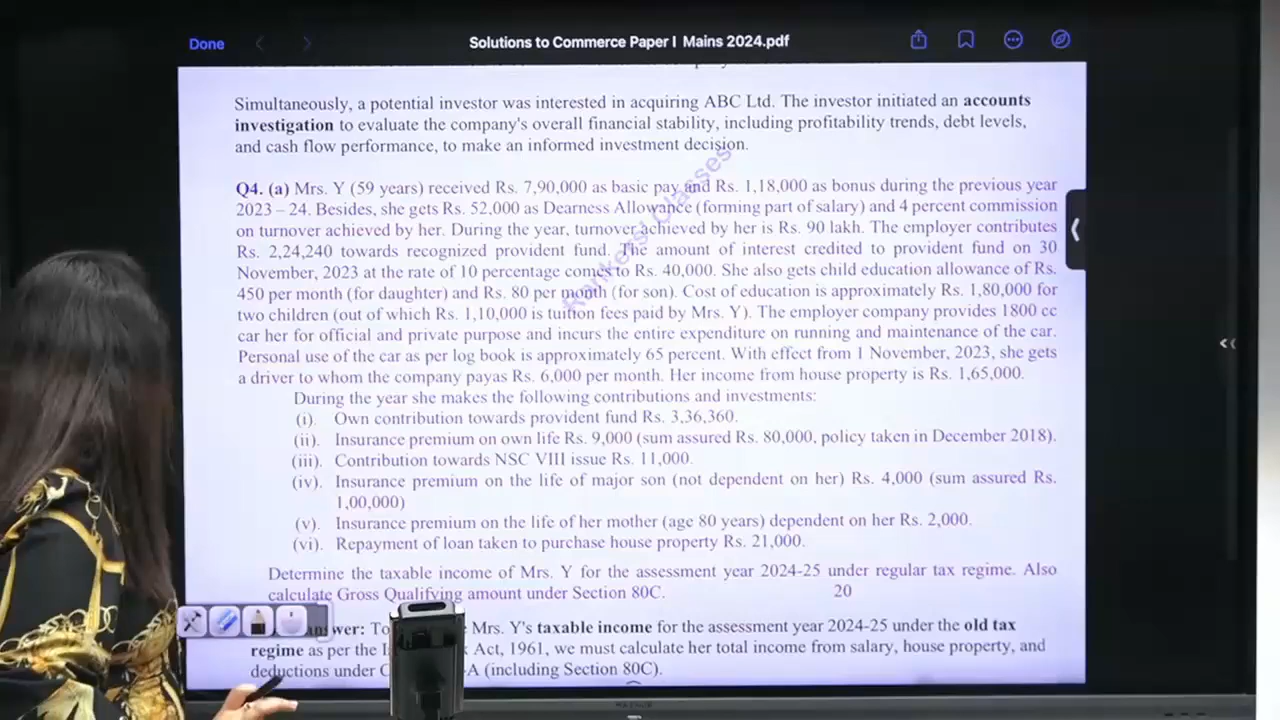 Done
Solutions to Commerce Paper I Mains 2024.pdf
Simultaneously, a potential investor was interested in acquiring ABC Ltd. The investor initiated an accounts
investigation to evaluate the company's overall financial stability, including profitability trends, debt levels,
and cash flow performance, to make an informed investment decision.
Q4. (a) Mrs. Y (59 years) received Rs. 7,90,000 as basic pay and Rs. 1,18,000 as bonus during the previous year
2023 – 24. Besides, she gets Rs. 52,000 as Dearness Allowance (forming part of salary) and 4 percent commission
on turnover achieved by her. During the year, turnover achieved by her is Rs. 90 lakh. The employer contributes
Rs. 2,24,240 towards recognized provident fund. The amount of interest credited to provident fund on 30
November, 2023 at the rate of 10 percentage comes to Rs. 40,000. She also gets child education allowance of Rs.
450 per month (for daughter) and Rs. 80 per month (for son). Cost of education is approximately Rs. 1,80,000 for
two children (out of which Rs. 1,10,000 is tuition fees paid by Mrs. Y). The employer company provides 1800 cc
car her for official and private purpose and incurs the entire expenditure on running and maintenance of the car.
Personal use of the car as per log book is approximately 65 percent. With effect from 1 November, 2023, she gets
a driver to whom the company payas Rs. 6,000 per month. Her income from house property is Rs. 1,65,000.
During the year she makes the following contributions and investments:
(i). Own contribution towards provident fund Rs. 3,36,360.
(ii). Insurance premium on own life Rs. 9,000 (sum assured Rs. 80,000, policy taken in December 2018).
(iii). Contribution towards NSC VIII issue Rs. 11,000.
(iv). Insurance premium on the life of major son (not dependent on her) Rs. 4,000 (sum assured Rs.
1,00,000)
(v). Insurance premium on the life of her mother (age 80 years) dependent on her Rs. 2,000.
(vi). Repayment of loan taken to purchase house property Rs. 21,000.
Determine the taxable income of Mrs. Y for the assessment year 2024-25 under regular tax regime. Also
calculate Gross Qualifying amount under Section 80C. 20
Mrs. Y's taxable income for the assessment year 2024-25 under the old tax
regime as per the Act, 1961, we must calculate her total income from salary, house property, and
deductions under (including Section 80C).
Rankers' Classes